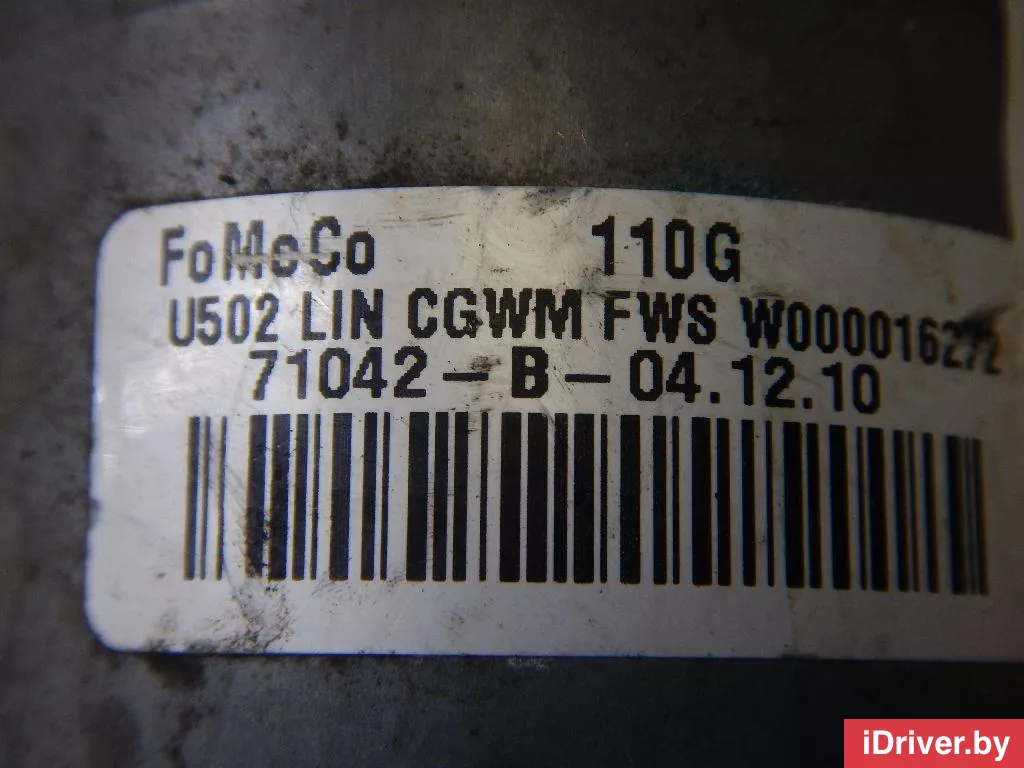 FoMoCo 110G
U502 LIN CGWM FWS W000016272
71042-B-04.12.10
iDriver.by